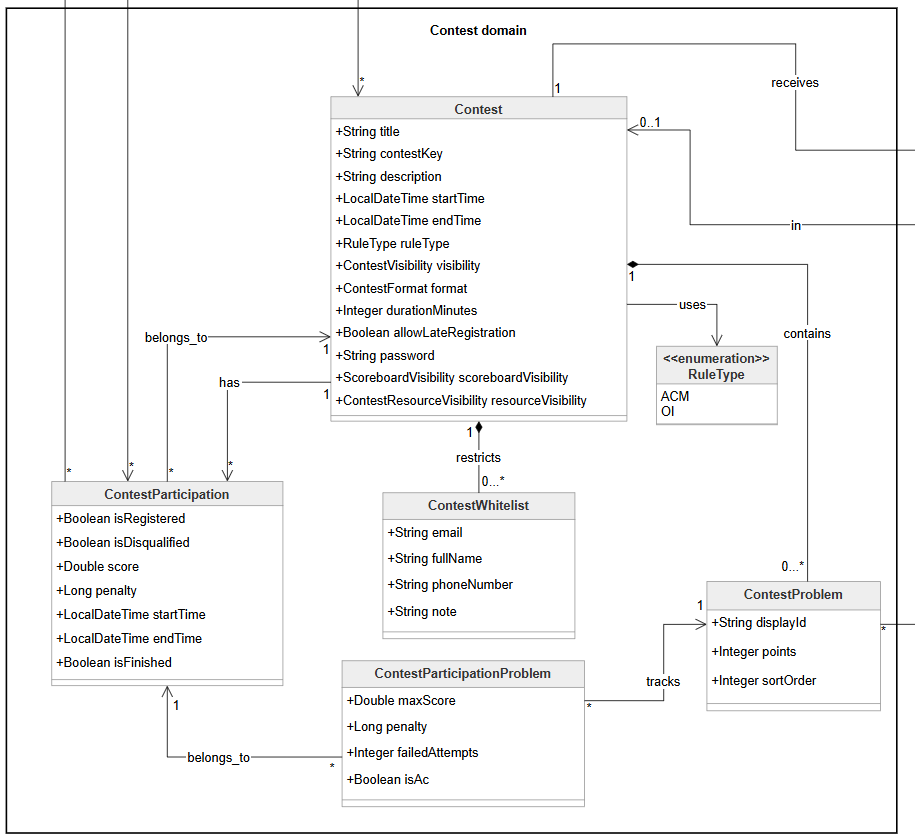 Contest domain
*
1
receives
Contest
0..1
+String title
+String contestKey
+String description
+LocalDateTime startTime
+LocalDateTime endTime
in
+RuleType ruleType
+ContestVisibility visibility
1
+ContestFormat format
+Integer durationMinutes
uses
+Boolean allowLateRegistration
contains
belongs_to
1
+String password
<<enumeration>>
RuleType
+ScoreboardVisibility scoreboardVisibility
has
1
+ContestResourceVisibility resourceVisibility
ACM
OI
1
restricts
*
*
*
*
0...*
ContestParticipation
ContestWhitelist
+Boolean isRegistered
+Boolean isDisqualified
+Double score
+Long penalty
+LocalDateTime startTime
+LocalDateTime endTime
+Boolean isFinished
+String email
+String fullName
+String phoneNumber
+String note
0...*
ContestProblem
1
+String displayId
*
+Integer points
+Integer sortOrder
ContestParticipationProblem
tracks
+Double maxScore
*
1
+Long penalty
+Integer failedAttempts
belongs_to
*
+Boolean isAc